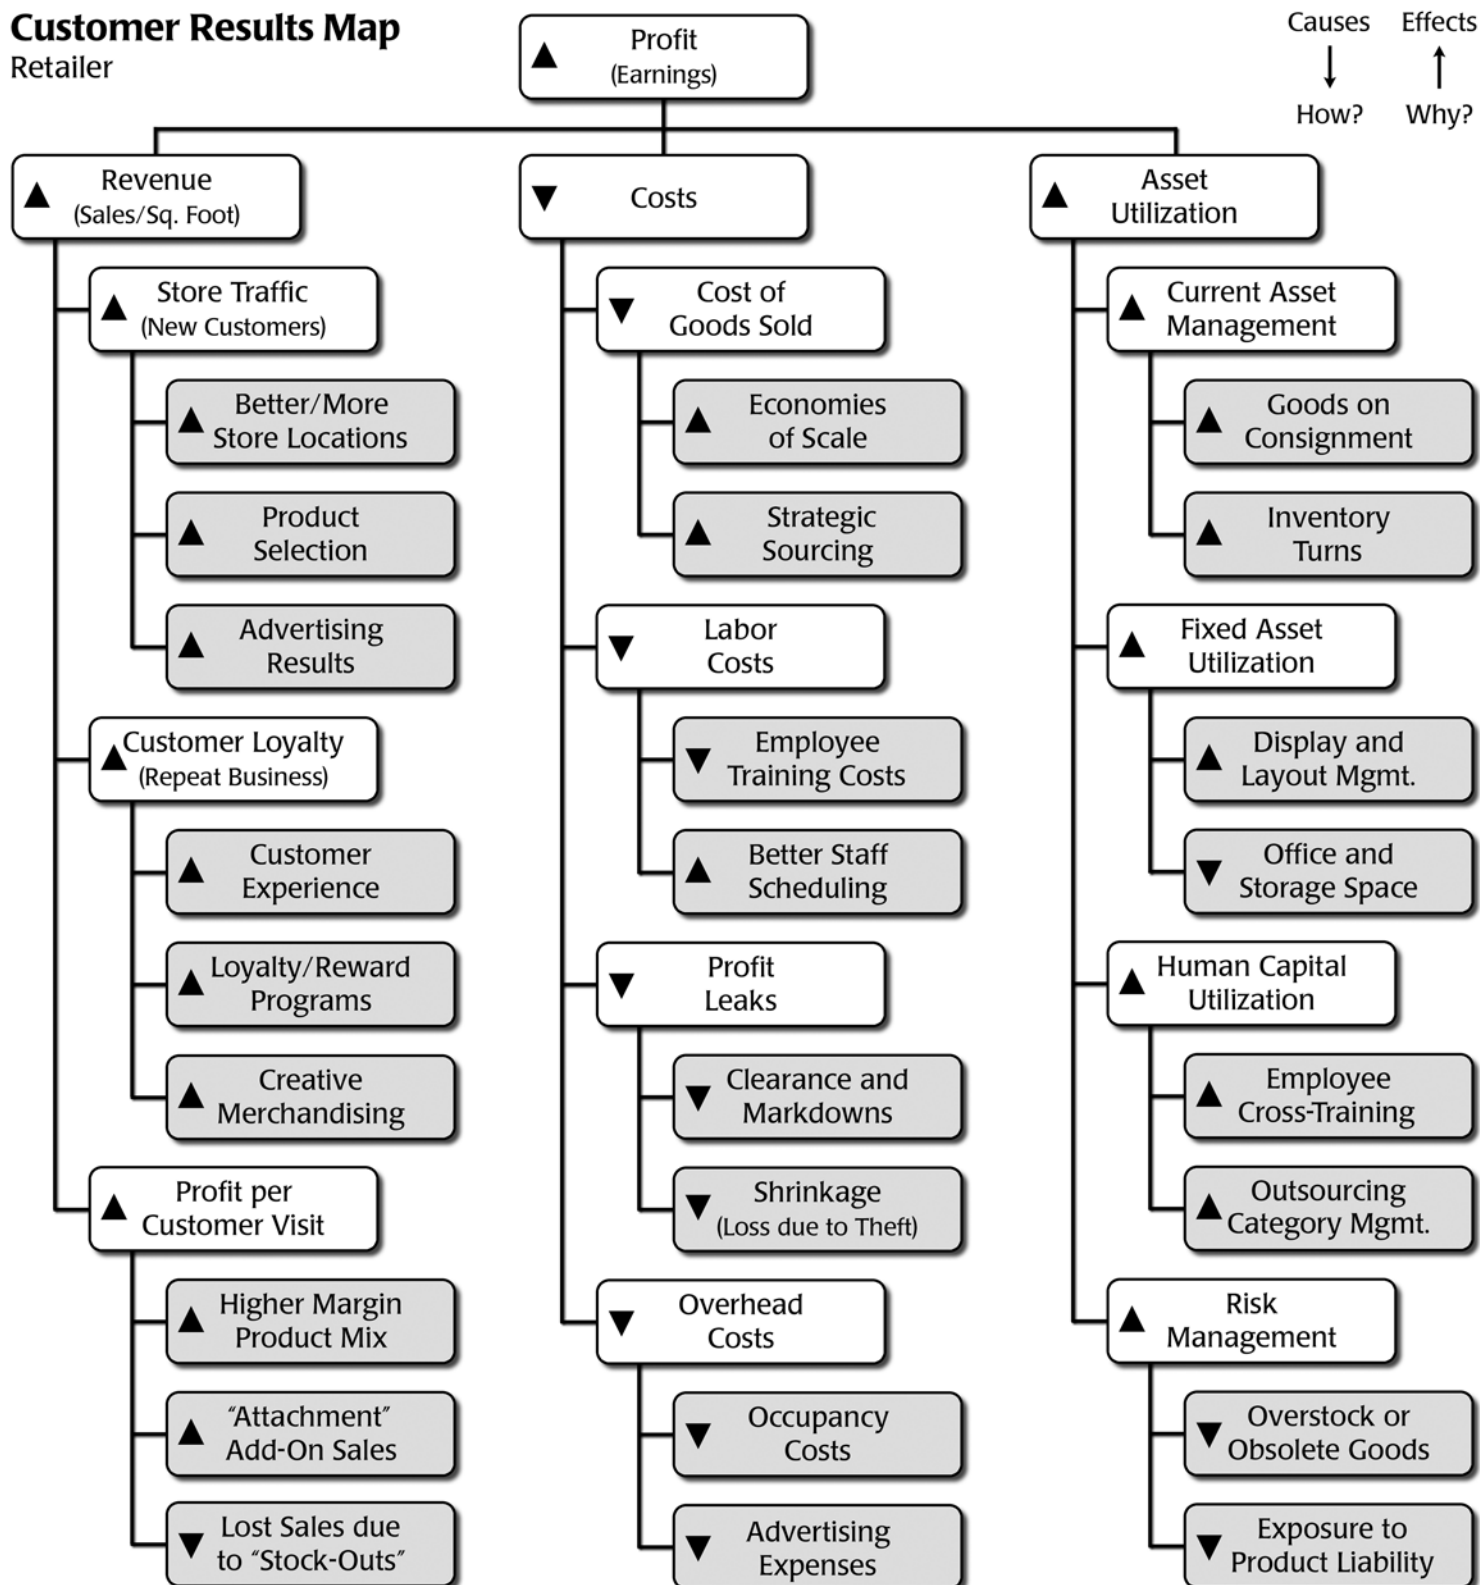 Customer Results Map
Retailer
Causes
Effects
How?
Why?
Profit
(Earnings)
Revenue
(Sales/Sq. Foot)
Store Traffic
(New Customers)
Better/More
Store Locations
Product
Selection
Advertising
Results
Customer Loyalty
(Repeat Business)
Customer
Experience
Loyalty/Reward
Programs
Creative
Merchandising
Profit per
Customer Visit
Higher Margin
Product Mix
“Attachment”
Add-On Sales
Lost Sales due
to “Stock-Outs”
Costs
Cost of
Goods Sold
Economies
of Scale
Strategic
Sourcing
Labor
Costs
Employee
Training Costs
Better Staff
Scheduling
Profit
Leaks
Clearance and
Markdowns
Shrinkage
(Loss due to Theft)
Overhead
Costs
Occupancy
Costs
Advertising
Expenses
Asset
Utilization
Current Asset
Management
Goods on
Consignment
Inventory
Turns
Fixed Asset
Utilization
Display and
Layout Mgmt.
Office and
Storage Space
Human Capital
Utilization
Employee
Cross-Training
Outsourcing
Category Mgmt.
Risk
Management
Overstock or
Obsolete Goods
Exposure to
Product Liability